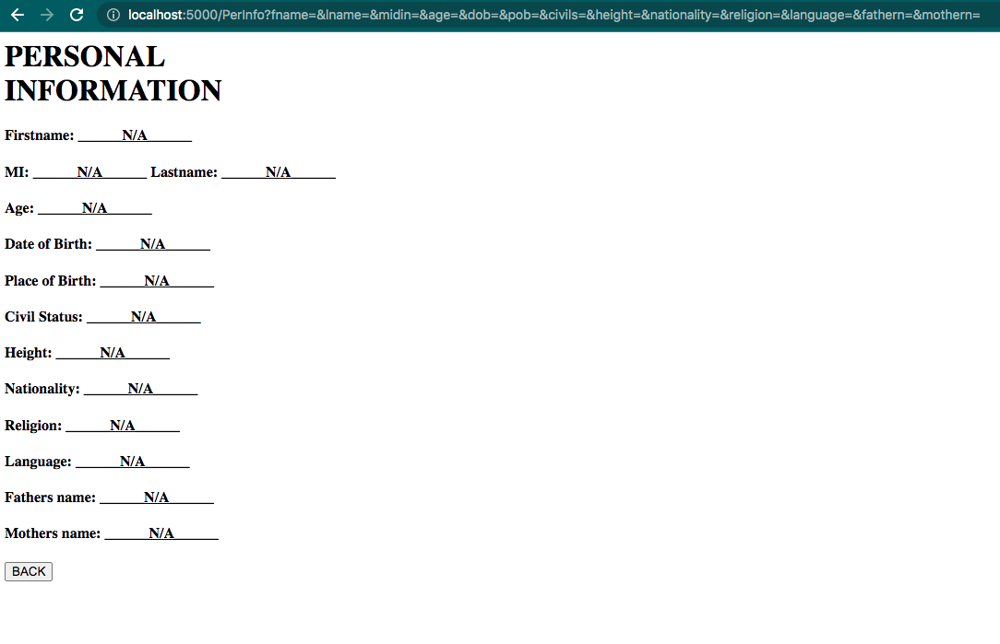 localhost:5000/PerInfo?fname=&lname=&midin=&age=&dob=&pob=&civils=&height=&nationality=&religion=&language=&fathern=&mothern=
PERSONAL
INFORMATION
Firstname: ______N/A______
MI: ______N/A______ Lastname: ______N/A______
Age: ______N/A______
Date of Birth: ______N/A______
Place of Birth: ______N/A______
Civil Status: ______N/A______
Height: ______N/A______
Nationality: ______N/A______
Religion: ______N/A______
Language: ______N/A______
Fathers name: ______N/A______
Mothers name: ______N/A______
BACK